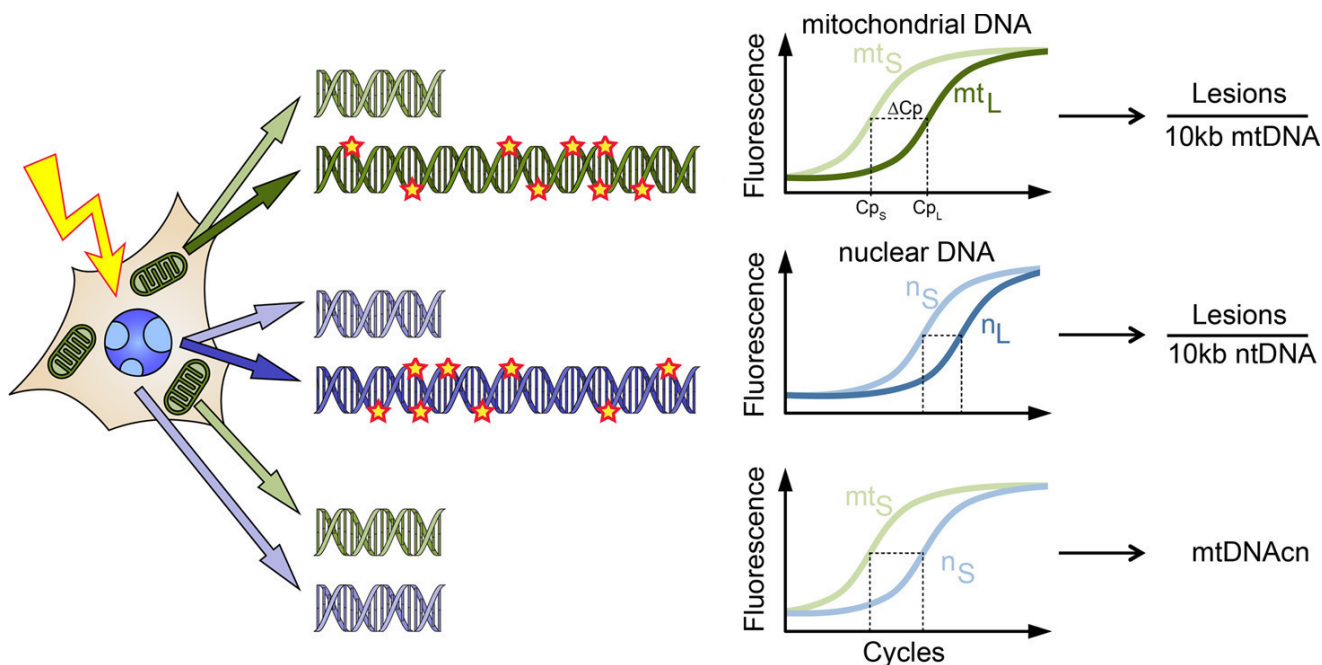 mitochondrial DNA
Fluorescence
mtS
mtL
ΔCp
CpS
CpL
Lesions
10kb mtDNA
nuclear DNA
Fluorescence
nS
nL
Lesions
10kb ntDNA
Fluorescence
mtS
nS
Cycles
mtDNAcn